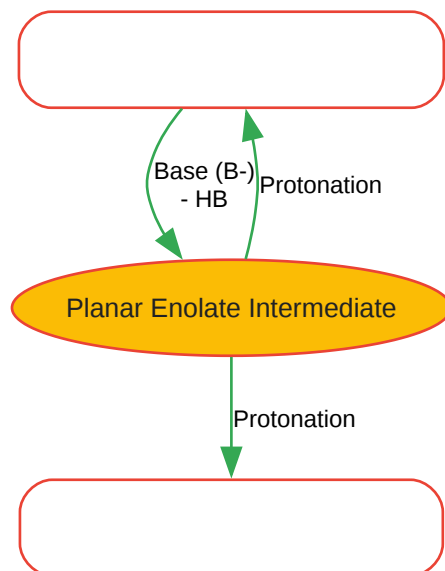 Base (B-)
- HB
Protonation
Planar Enolate Intermediate
Protonation